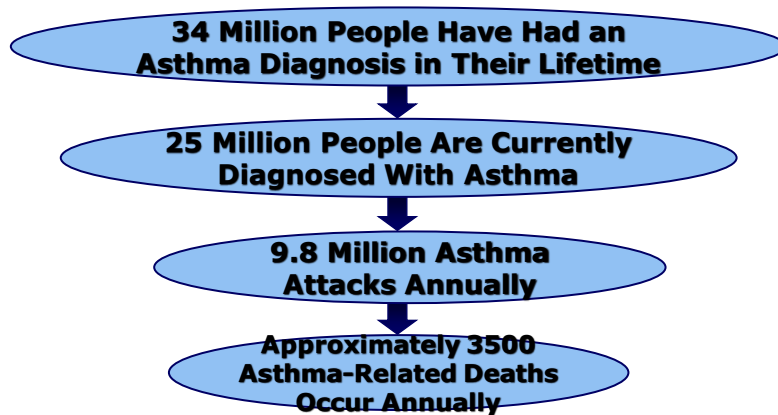 34 Million People Have Had an
Asthma Diagnosis in Their Lifetime
25 Million People Are Currently
Diagnosed With Asthma
9.8 Million Asthma
Attacks Annually
Approximately 3500
Asthma-Related Deaths
Occur Annually